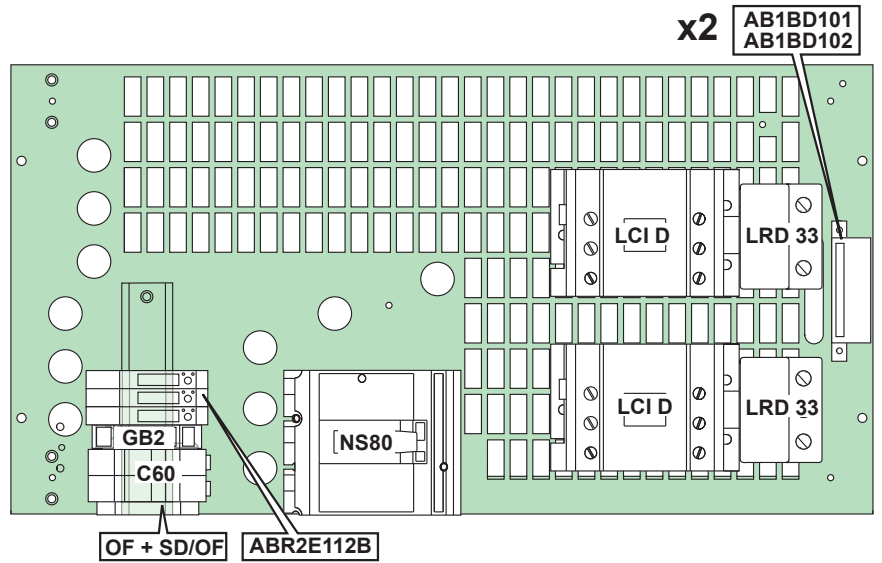 x2
AB1BD101
AB1BD102
LCI D
LRD 33
LCI D
LRD 33
GB2
NS80
C60
OF + SD/OF
ABR2E112B